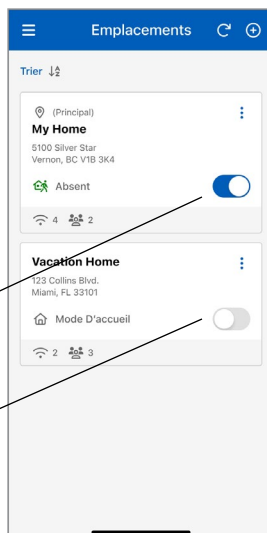 Emplacements
Trier
(Principal)
My Home
5100 Silver Star
Vernon, BC V1B 3K4
Absent
4 2
Vacation Home
123 Collins Blvd.
Miami, FL 33101
Mode D'accueil
2 3